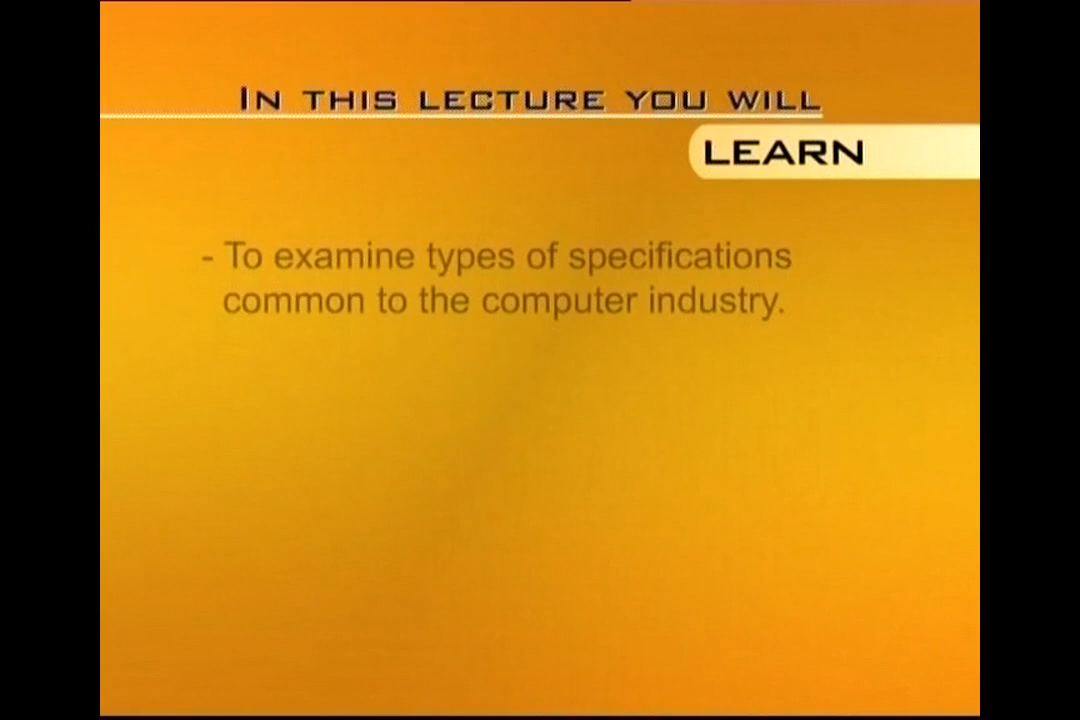 IN THIS LECTURE YOU WILL
LEARN
- To examine types of specifications
common to the computer industry.